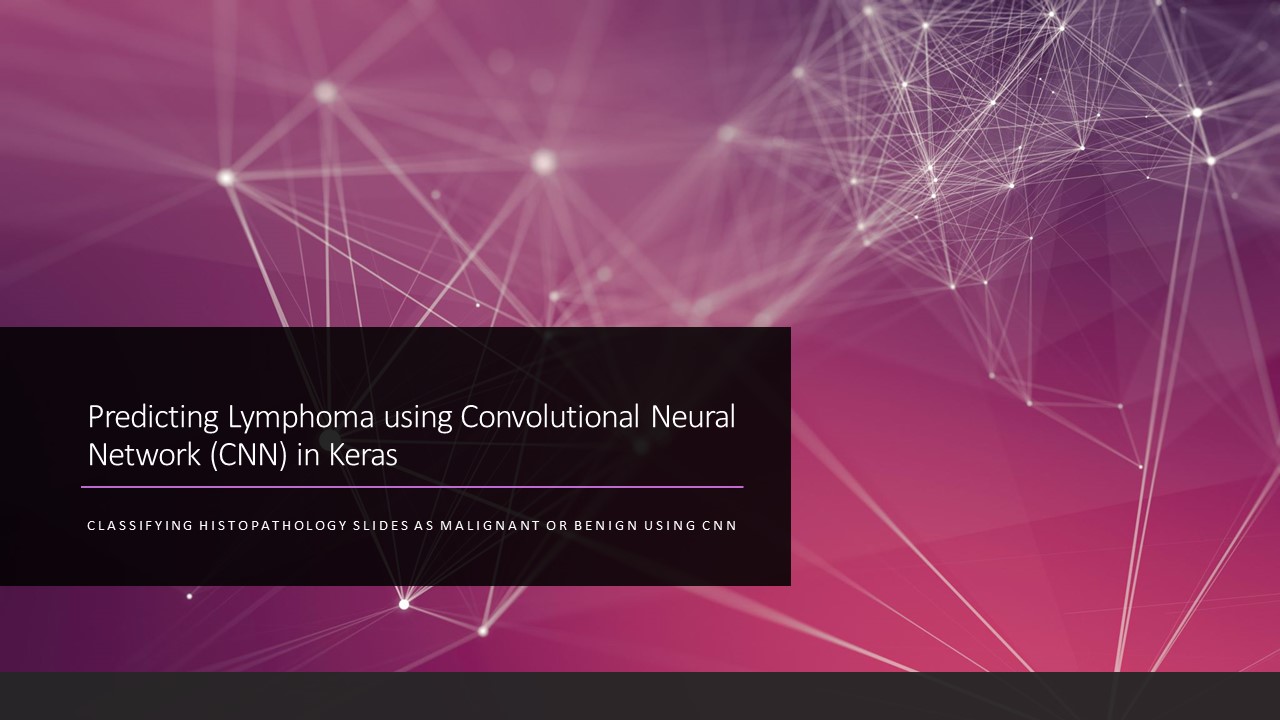 Predicting Lymphoma using Convolutional Neural
Network (CNN) in Keras
CLASSIFYING HISTOPATHOLOGY SLIDES AS MALIGNANT OR BENIGN USING CNN